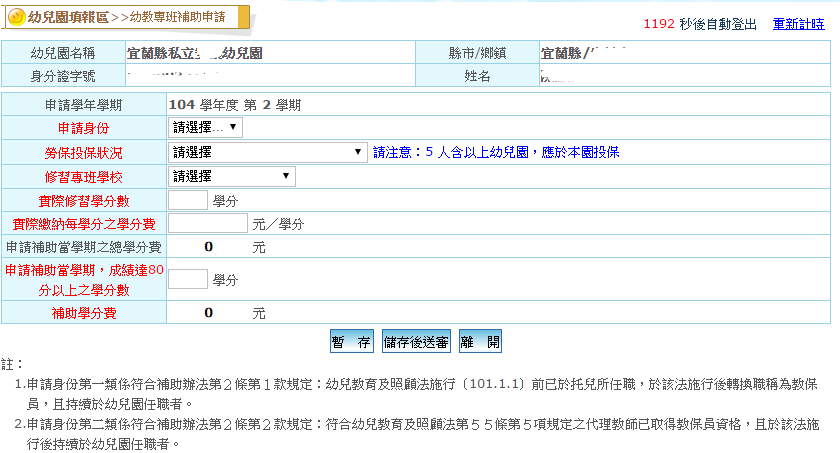 幼兒園填報區>>幼教專班補助申請
1192 秒後自動登出 重新計時
幼兒園名稱 宜蘭縣私立 幼兒園 縣市/鄉鎮 宜蘭縣/
身分證字號 姓名
申請學年學期 104 學年度 第 2 學期
申請身份 請選擇...
勞保投保狀況 請選擇 請注意：5 人含以上幼兒園，應於本園投保
修習專班學校 請選擇
實際修習學分數 學分
實際繳納每學分之學分費 元／學分
申請補助當學期之總學分費 0 元
申請補助當學期，成績達80
分以上之學分數 學分
補助學分費 0 元
暫 存 儲存後送審 離 開
註：
1.申請身份第一類係符合補助辦法第２條第１款規定：幼兒教育及照顧法施行〔101.1.1〕前已於托兒所任職，於該法施行後轉換職稱為教保
員，且持續於幼兒園任職者。
2.申請身份第二類係符合補助辦法第２條第２款規定：符合幼兒教育及照顧法第５５條第５項規定之代理教師已取得教保員資格，且於該法施
行後持續於幼兒園任職者。